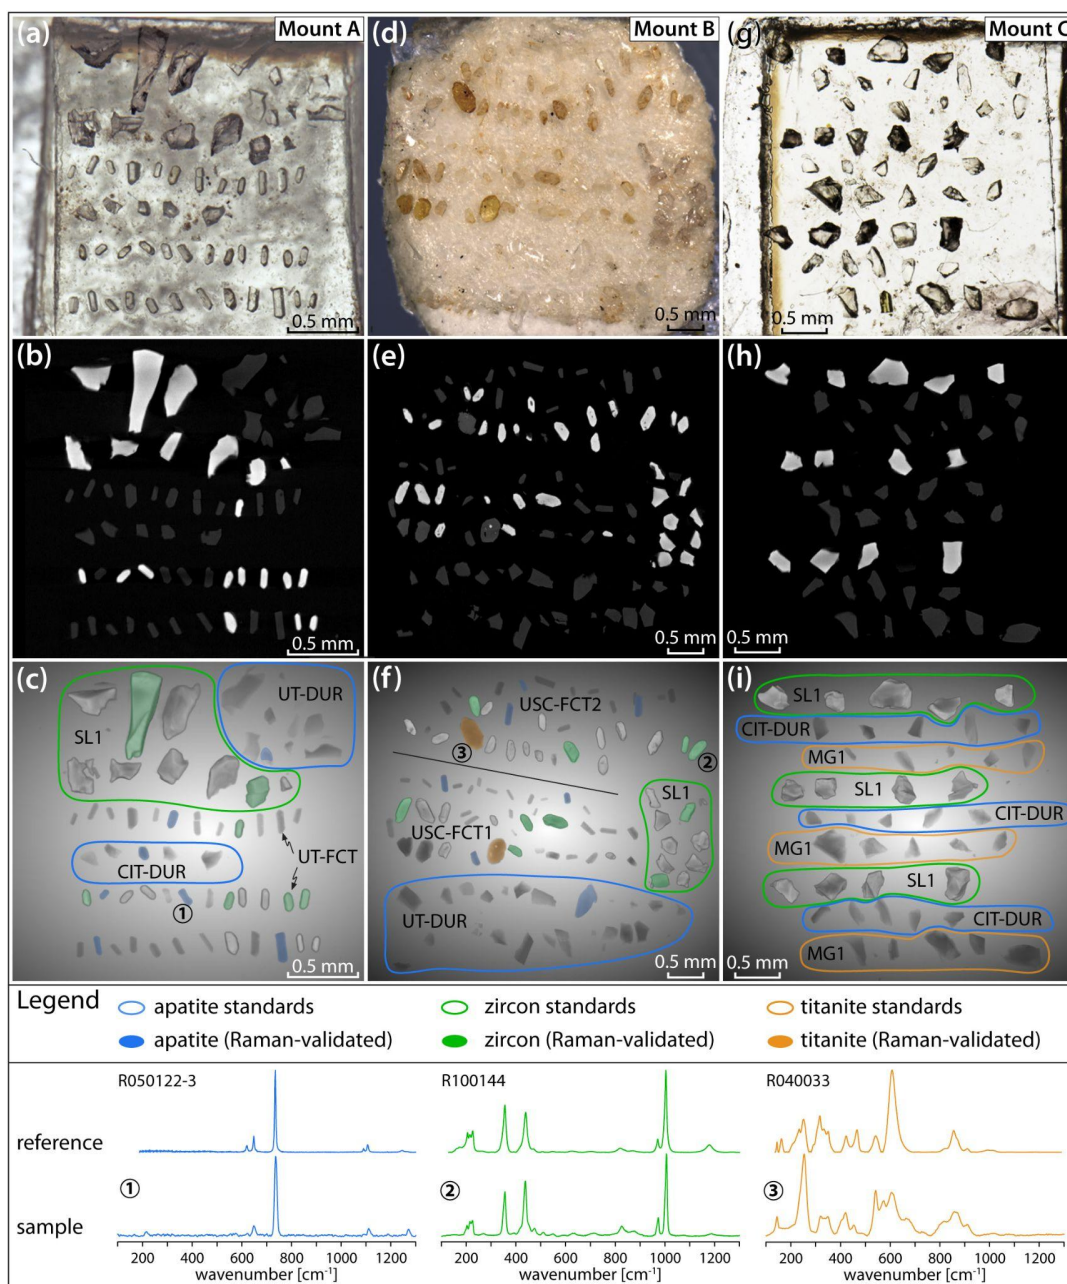 (a)
Mount A
0.5 mm
(d)
Mount B
0.5 mm
(g)
Mount C
0.5 mm
(b)
0.5 mm
(e)
0.5 mm
(h)
0.5 mm
(c)
UT-DUR
SL1
UT-FCT
CIT-DUR
①
0.5 mm
(f)
USC-FCT2
③
②
SL1
USC-FCT1
UT-DUR
0.5 mm
(i)
SL1
CIT-DUR
MG1
SL1
CIT-DUR
MG1
SL1
CIT-DUR
MG1
0.5 mm
Legend
apatite standards
zircon standards
titanite standards
apatite (Raman-validated)
zircon (Raman-validated)
titanite (Raman-validated)
R050122-3
R100144
R040033
reference
①
②
③
sample
200 400 600 800 1000 1200
200 400 600 800 1000 1200
200 400 600 800 1000 1200
wavenumber [cm⁻¹]
wavenumber [cm⁻¹]
wavenumber [cm⁻¹]